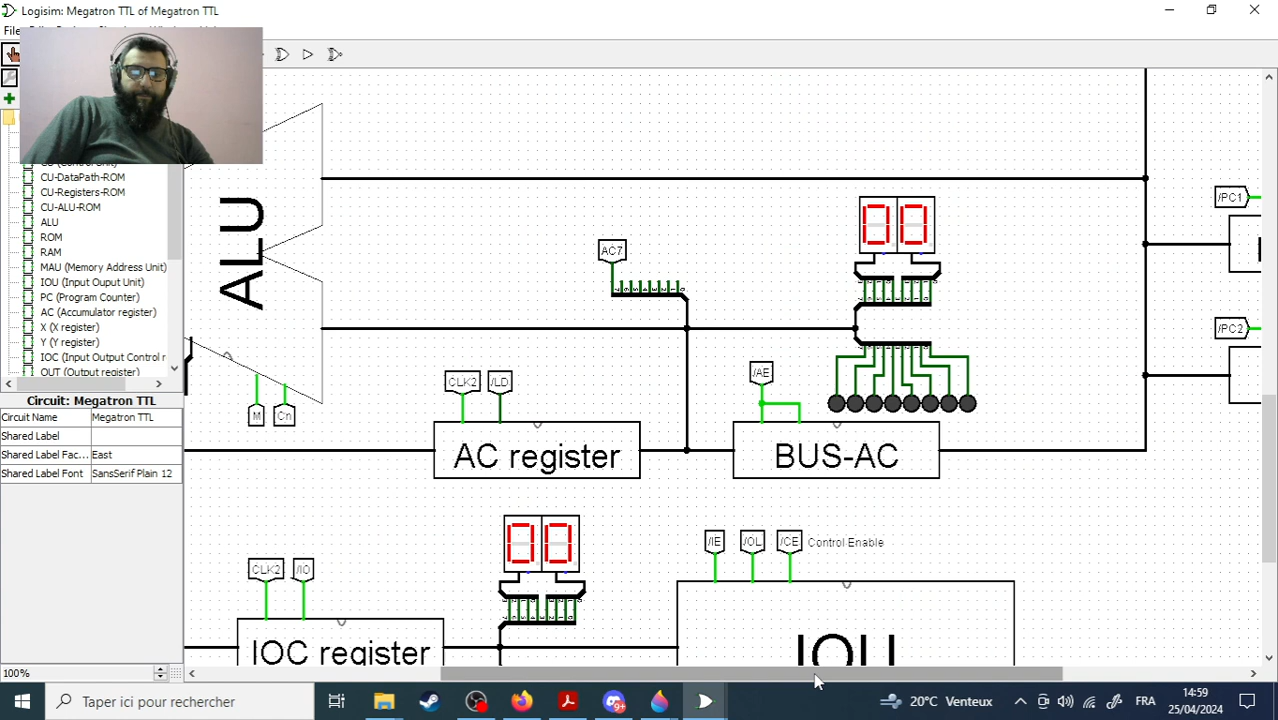 Logisim: Megatron TTL of Megatron TTL
CU-DataPath-ROM
CU-Registers-ROM
CU-ALU-ROM
ALU
ROM
RAM
MAU (Memory Address Unit)
IOU (Input Ouput Unit)
PC (Program Counter)
AC (Accumulator register)
X (X register)
Y (Y register)
IOC (Input Output Control r
OUT (Output register)
Circuit: Megatron TTL
Circuit Name Megatron TTL
Shared Label
Shared Label Fac... East
Shared Label Font SansSerif Plain 12
100%
ALU
M
Cn
AC7
00
/PC1
/PC2
CLK2
/LD
/AE
AC register
BUS-AC
00
CLK2
/IO
IOC register
/IE
/OL
/CE
Control Enable
IOU
Taper ici pour rechercher
9+
20°C Venteux
FRA
14:59
25/04/2024